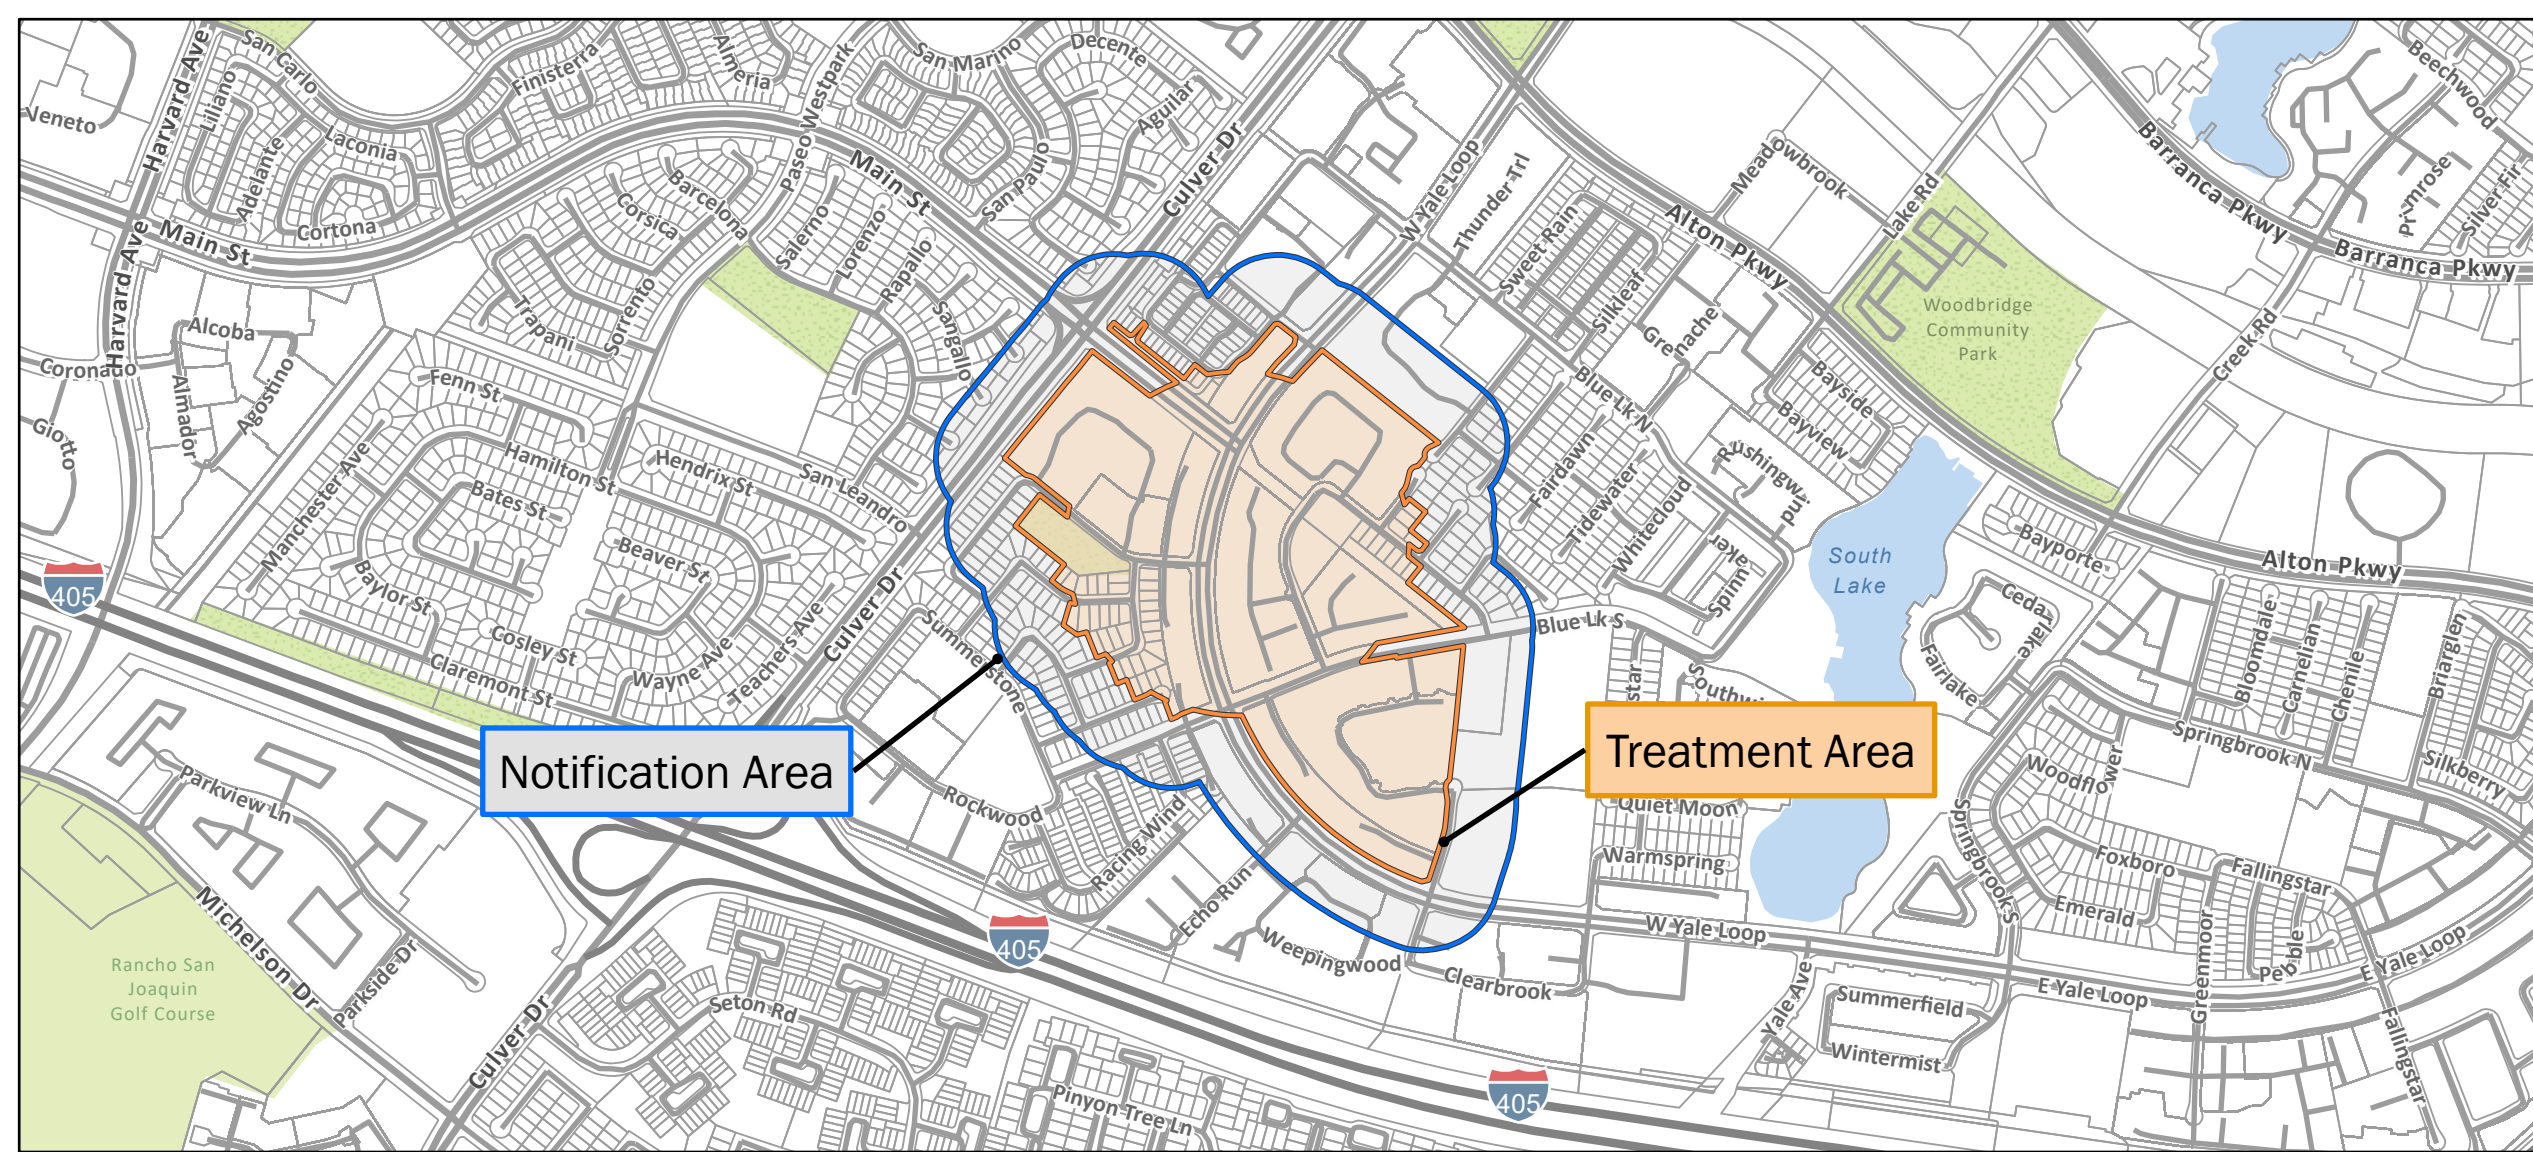 San Carlo
Harvard Ave
Liliano
Veneto
Adelante
Laconia
Cortona
Finisterra
Almeria
Paseo Westpark
San Marino
Decente
Aguilar
San Paulo
Culver Dr
Main St
Barcelona
Corsica
Salerno
Lorenzo
Rapallo
Sangallo
Main St
Harvard Ave
Trapani
Sorrento
Alcoba
Coronado
Almador
Agostino
Giotto
Fenn St
Manchester Ave
Hamilton St
Bates St
Hendrix St
San Leandro
Beaver St
Baylor St
Cosley St
Claremont St
Wayne Ave
Teachers Ave
Culver Dr
Summerstone
405
W Yale Loop
Thunder Trl
Sweet Rain
Silkleaf
Grenache
Alton Pkwy
Meadowbrook
Lake Rd
Barranca Pkwy
Barranca Pkwy
Beechwood
Primrose
Silver Fir
Creek Rd
Woodbridge
Community
Park
Blue Lk N
Bayside
Bayview
Fairdawn
Tidewater
Whitecloud
Blue Lk S
South
Lake
Bayporte
Alton Pkwy
Cedarlake
Fairlake
Bloomdale
Carnelian
Chenile
Briarglen
Springbrook N
Silkberry
Woodflower
Foxboro
Fallingstar
Emerald
Springbrook S
Greenmoor
Pebble
E Yale Loop
E Yale Loop
Fallingstar
Notification Area
Treatment Area
Quiet Moon
Warmspring
W Yale Loop
Clearbrook
Weepingwood
Echo Run
Racing Wind
Rockwood
Yale Ave
Summerfield
Wintermist
Parkview Ln
Michelson Dr
Parkside Dr
Rancho San
Joaquin
Golf Course
Culver Dr
Seton Rd
Pinyon Tree Ln
405
405